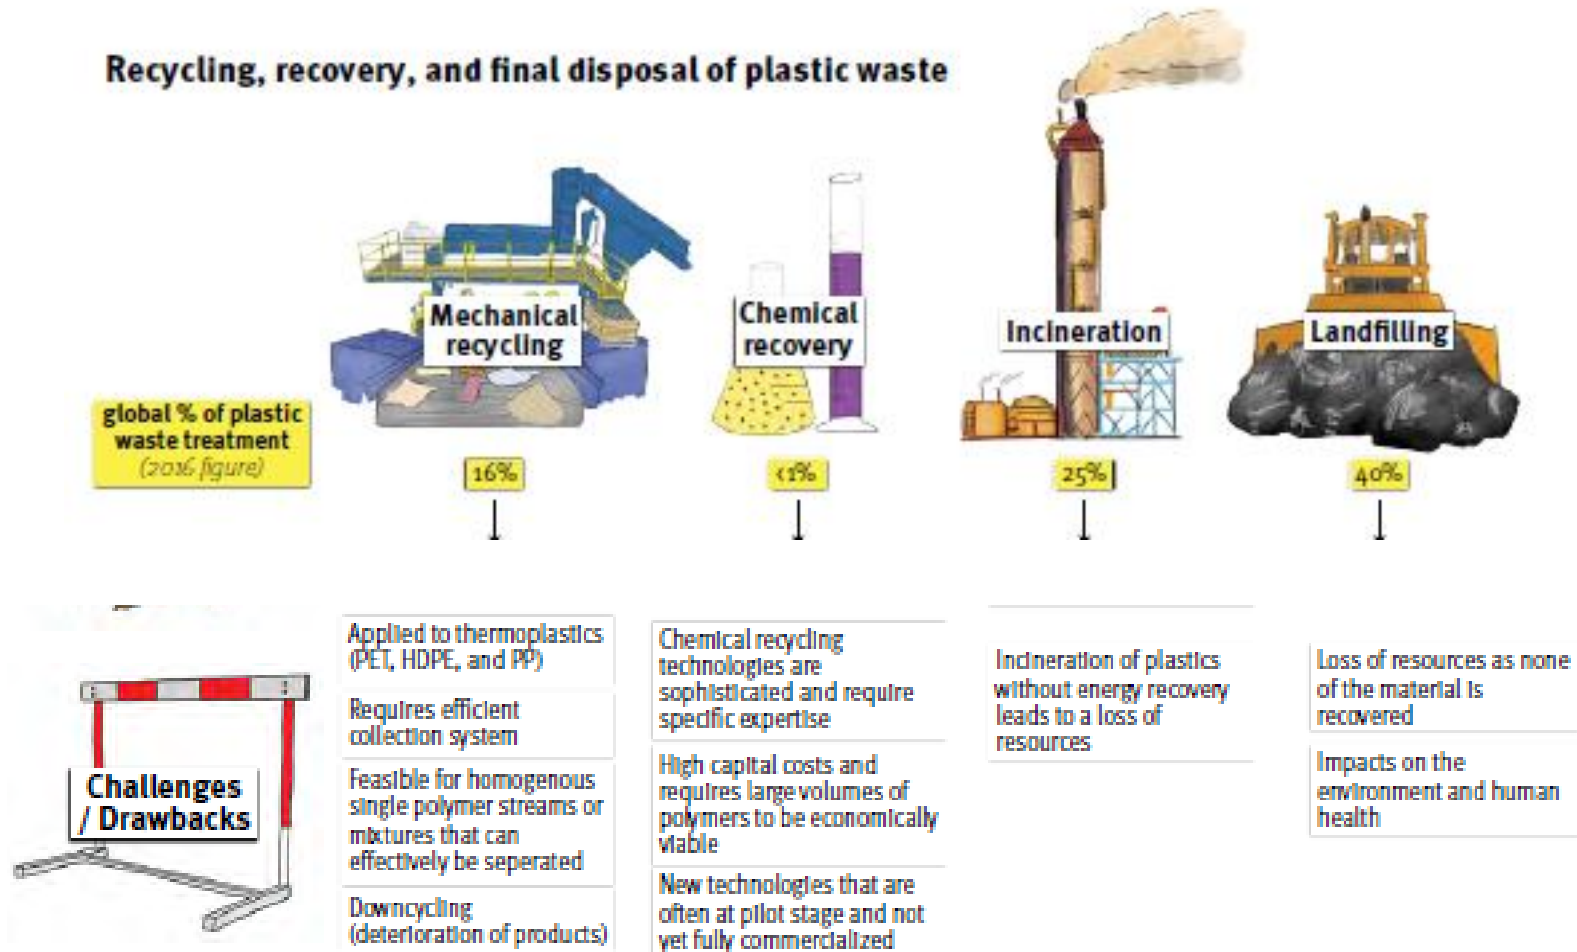 Recycling, recovery, and final disposal of plastic waste
Mechanical
recycling
Chemical
recovery
Incineration
Landfilling
global % of plastic
waste treatment
(2016 figure)
16%
<1%
25%
40%
Challenges
/ Drawbacks
Applied to thermoplastics
(PET, HDPE, and PP)
Requires efficient
collection system
Feasible for homogenous
single polymer streams or
mixtures that can
effectively be seperated
Downcycling
(deterioration of products)
Chemical recycling
technologies are
sophisticated and require
specific expertise
High capital costs and
requires large volumes of
polymers to be economically
viable
New technologies that are
often at pilot stage and not
yet fully commercialized
Incineration of plastics
without energy recovery
leads to a loss of
resources
Loss of resources as none
of the material is
recovered
Impacts on the
environment and human
health